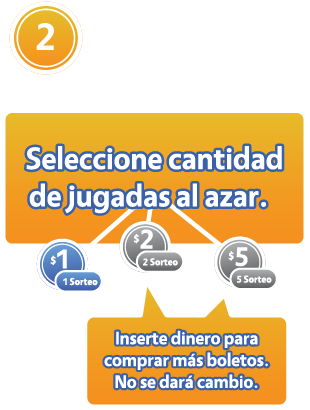 2
Seleccione cantidad
de jugadas al azar.
$1
1 Sorteo
$2
2 Sorteo
$5
5 Sorteo
Inserte dinero para
comprar más boletos.
No se dará cambio.